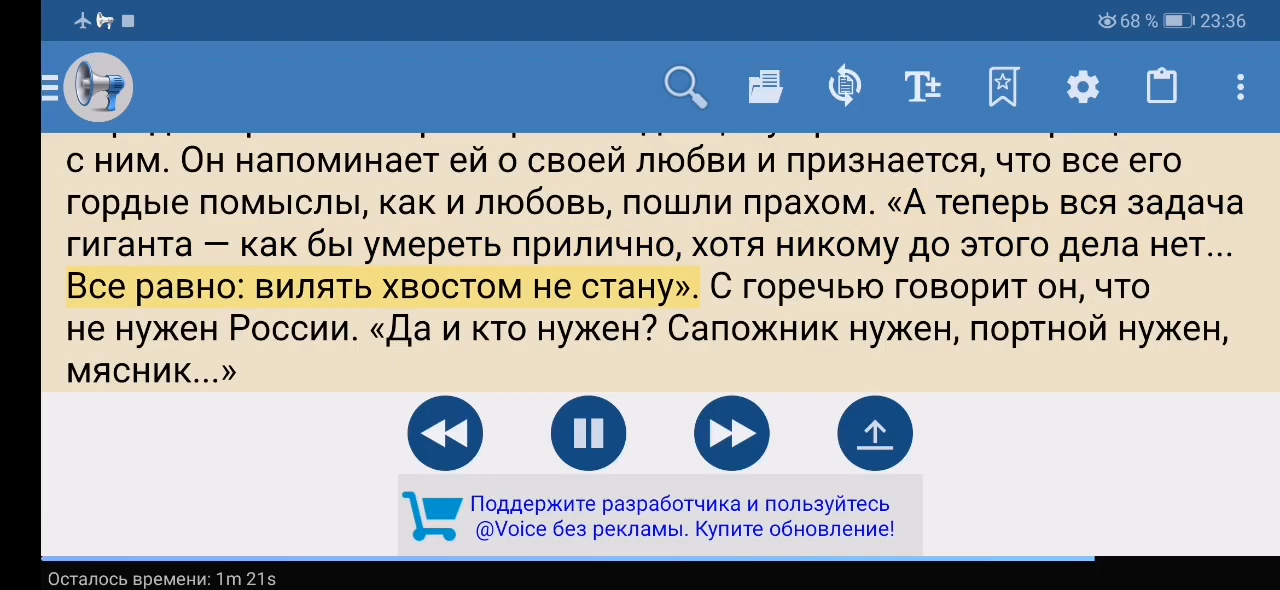 68 % 23:36
T±
с ним. Он напоминает ей о своей любви и признается, что все его
гордые помыслы, как и любовь, пошли прахом. «А теперь вся задача
гиганта — как бы умереть прилично, хотя никому до этого дела нет...
Все равно: вилять хвостом не стану». С горечью говорит он, что
не нужен России. «Да и кто нужен? Сапожник нужен, портной нужен,
мясник...»
Поддержите разработчика и пользуйтесь
@Voice без рекламы. Купите обновление!
Осталось времени: 1m 21s